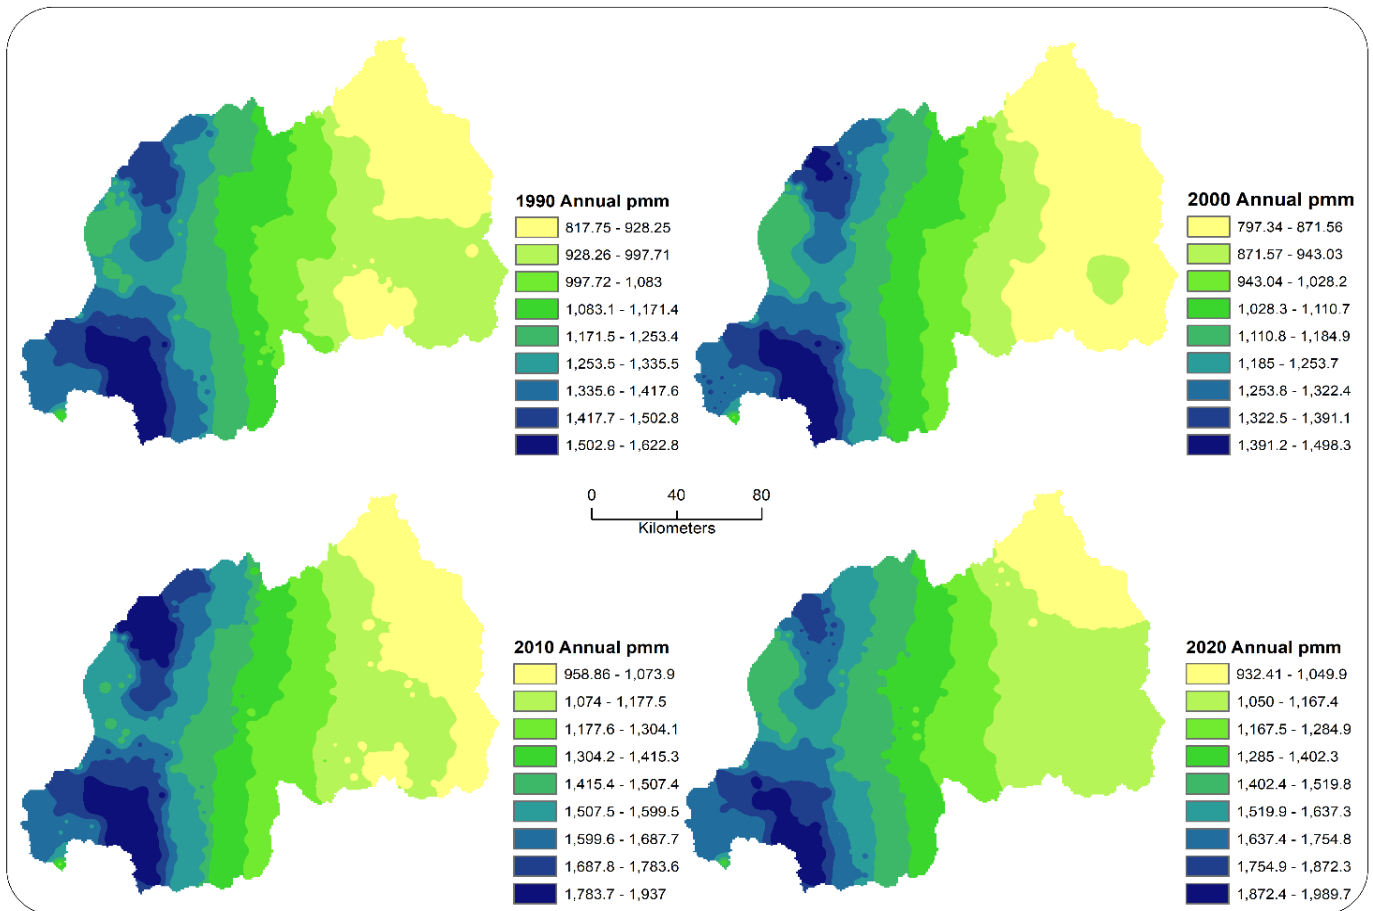 1990 Annual pmm
817.75 - 928.25
928.26 - 997.71
997.72 - 1,083
1,083.1 - 1,171.4
1,171.5 - 1,253.4
1,253.5 - 1,335.5
1,335.6 - 1,417.6
1,417.7 - 1,502.8
1,502.9 - 1,622.8
2000 Annual pmm
797.34 - 871.56
871.57 - 943.03
943.04 - 1,028.2
1,028.3 - 1,110.7
1,110.8 - 1,184.9
1,185 - 1,253.7
1,253.8 - 1,322.4
1,322.5 - 1,391.1
1,391.2 - 1,498.3
0 40 80
Kilometers
2010 Annual pmm
958.86 - 1,073.9
1,074 - 1,177.5
1,177.6 - 1,304.1
1,304.2 - 1,415.3
1,415.4 - 1,507.4
1,507.5 - 1,599.5
1,599.6 - 1,687.7
1,687.8 - 1,783.6
1,783.7 - 1,937
2020 Annual pmm
932.41 - 1,049.9
1,050 - 1,167.4
1,167.5 - 1,284.9
1,285 - 1,402.3
1,402.4 - 1,519.8
1,519.9 - 1,637.3
1,637.4 - 1,754.8
1,754.9 - 1,872.3
1,872.4 - 1,989.7